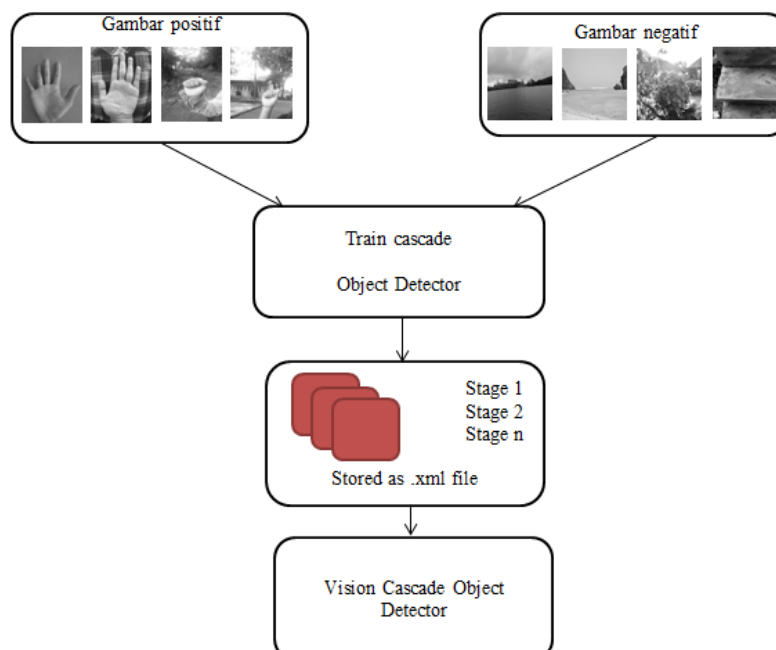 Gambar positif
Gambar negatif
Train cascade
Object Detector
Stage 1
Stage 2
Stage n
Stored as .xml file
Vision Cascade Object
Detector